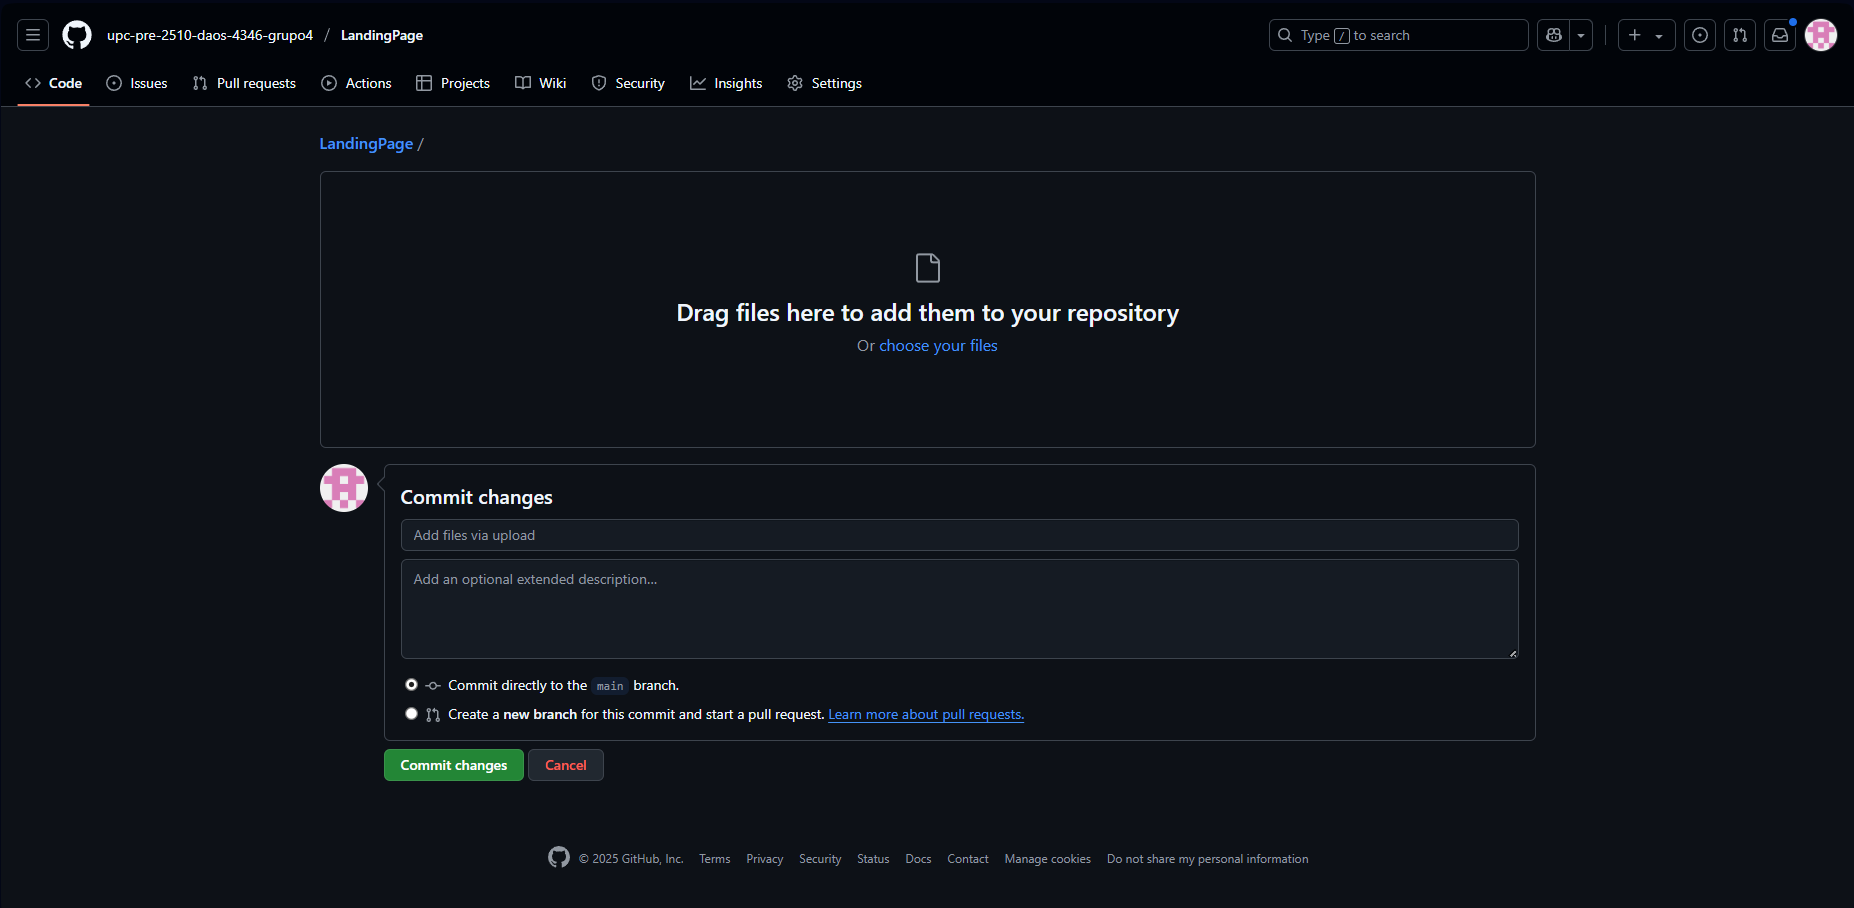 upc-pre-2510-daos-4346-grupo4 / LandingPage
Type / to search
Code Issues Pull requests Actions Projects Wiki Security Insights Settings
LandingPage /
Drag files here to add them to your repository
Or choose your files
Commit changes
Add files via upload
Add an optional extended description...
Commit directly to the main branch.
Create a new branch for this commit and start a pull request. Learn more about pull requests.
Commit changes Cancel
© 2025 GitHub, Inc. Terms Privacy Security Status Docs Contact Manage cookies Do not share my personal information